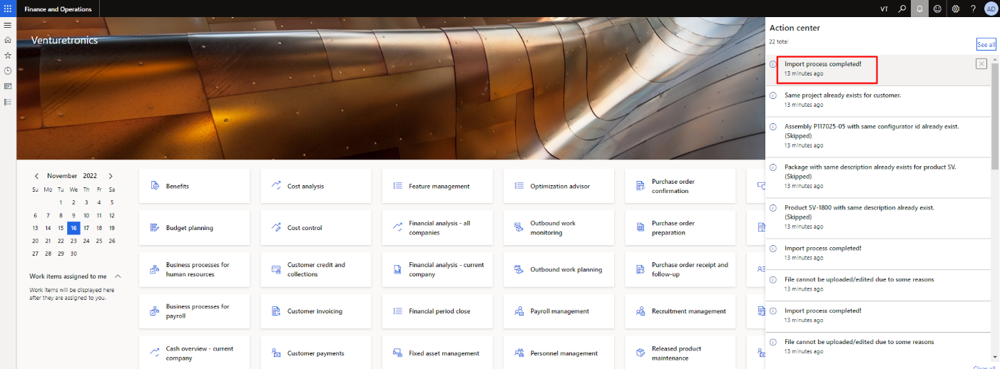 Finance and Operations
VT
?
AD
Venturetronics
Action center
22 total
See all
Import process completed!
13 minutes ago
Same project already exists for customer.
13 minutes ago
Assembly P117025-05 with same configurator id already exist.
(Skipped)
13 minutes ago
Package with same description already exists for product SV.
(Skipped)
13 minutes ago
Product SV-1800 with same description already exist.
(Skipped)
13 minutes ago
Import process completed!
13 minutes ago
File cannot be uploaded/edited due to some reasons
13 minutes ago
Import process completed!
13 minutes ago
File cannot be uploaded/edited due to some reasons
13 minutes ago
Clear all
November 2022
Su Mo Tu We Th Fr Sa
1 2 3 4 5
6 7 8 9 10 11 12
13 14 15 16 17 18 19
20 21 22 23 24 25 26
27 28 29 30
Work items assigned to me
Work items will be displayed here
after they are assigned to you.
Benefits
Cost analysis
Feature management
Optimization advisor
Purchase order
confirmation
Budget planning
Cost control
Financial analysis - all
companies
Outbound work
monitoring
Purchase order
preparation
Business processes for
human resources
Customer credit and
collections
Financial analysis - current
company
Outbound work planning
Purchase order receipt and
follow-up
Business processes for
payroll
Customer invoicing
Financial period close
Payroll management
Recruitment management
Cash overview - current
company
Customer payments
Fixed asset management
Personnel management
Released product
maintenance